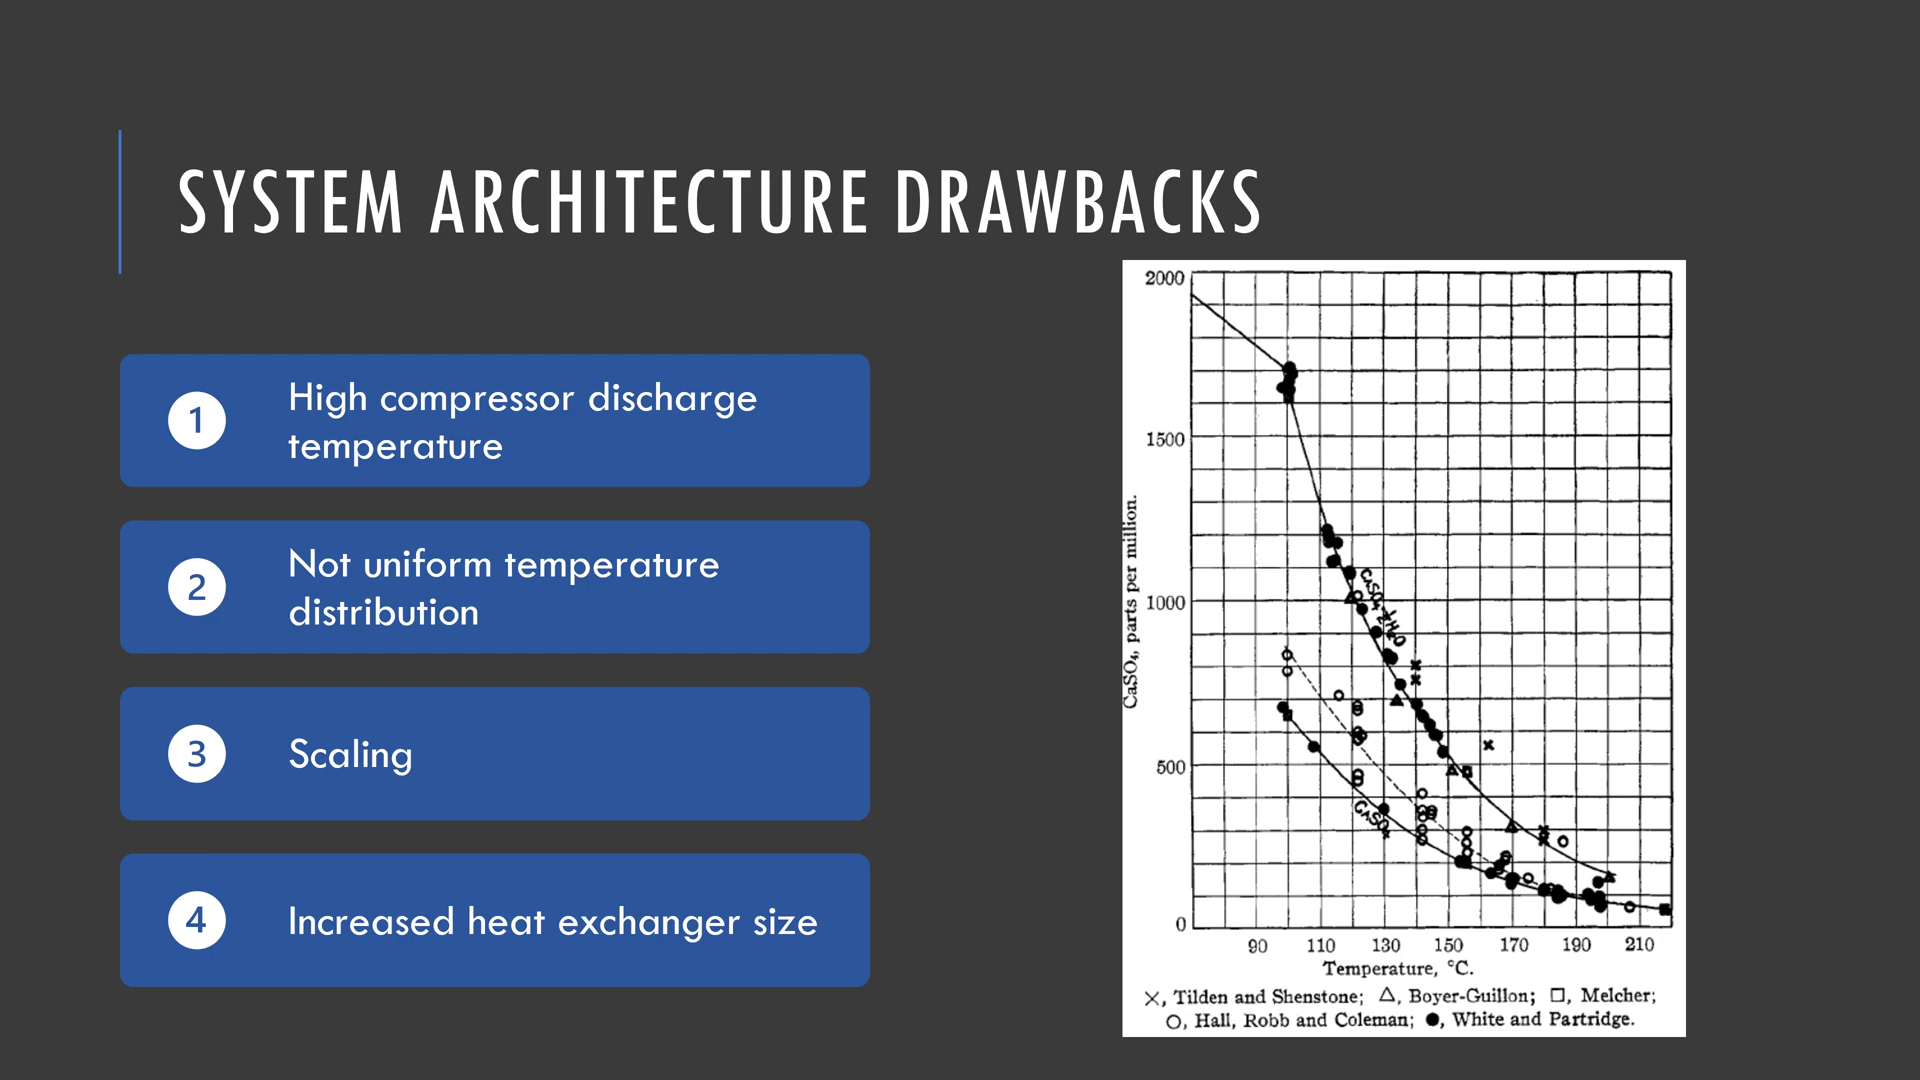 SYSTEM ARCHITECTURE DRAWBACKS
1
High compressor discharge
temperature
2
Not uniform temperature
distribution
3
Scaling
4
Increased heat exchanger size
CaSO₄, parts per million.
2000
1500
1000
500
0
CaSO₄·½H₂O
CaSO₄
90 110 130 150 170 190 210
Temperature, °C.
×, Tilden and Shenstone; △, Boyer-Guillon; □, Melcher;
○, Hall, Robb and Coleman; ●, White and Partridge.